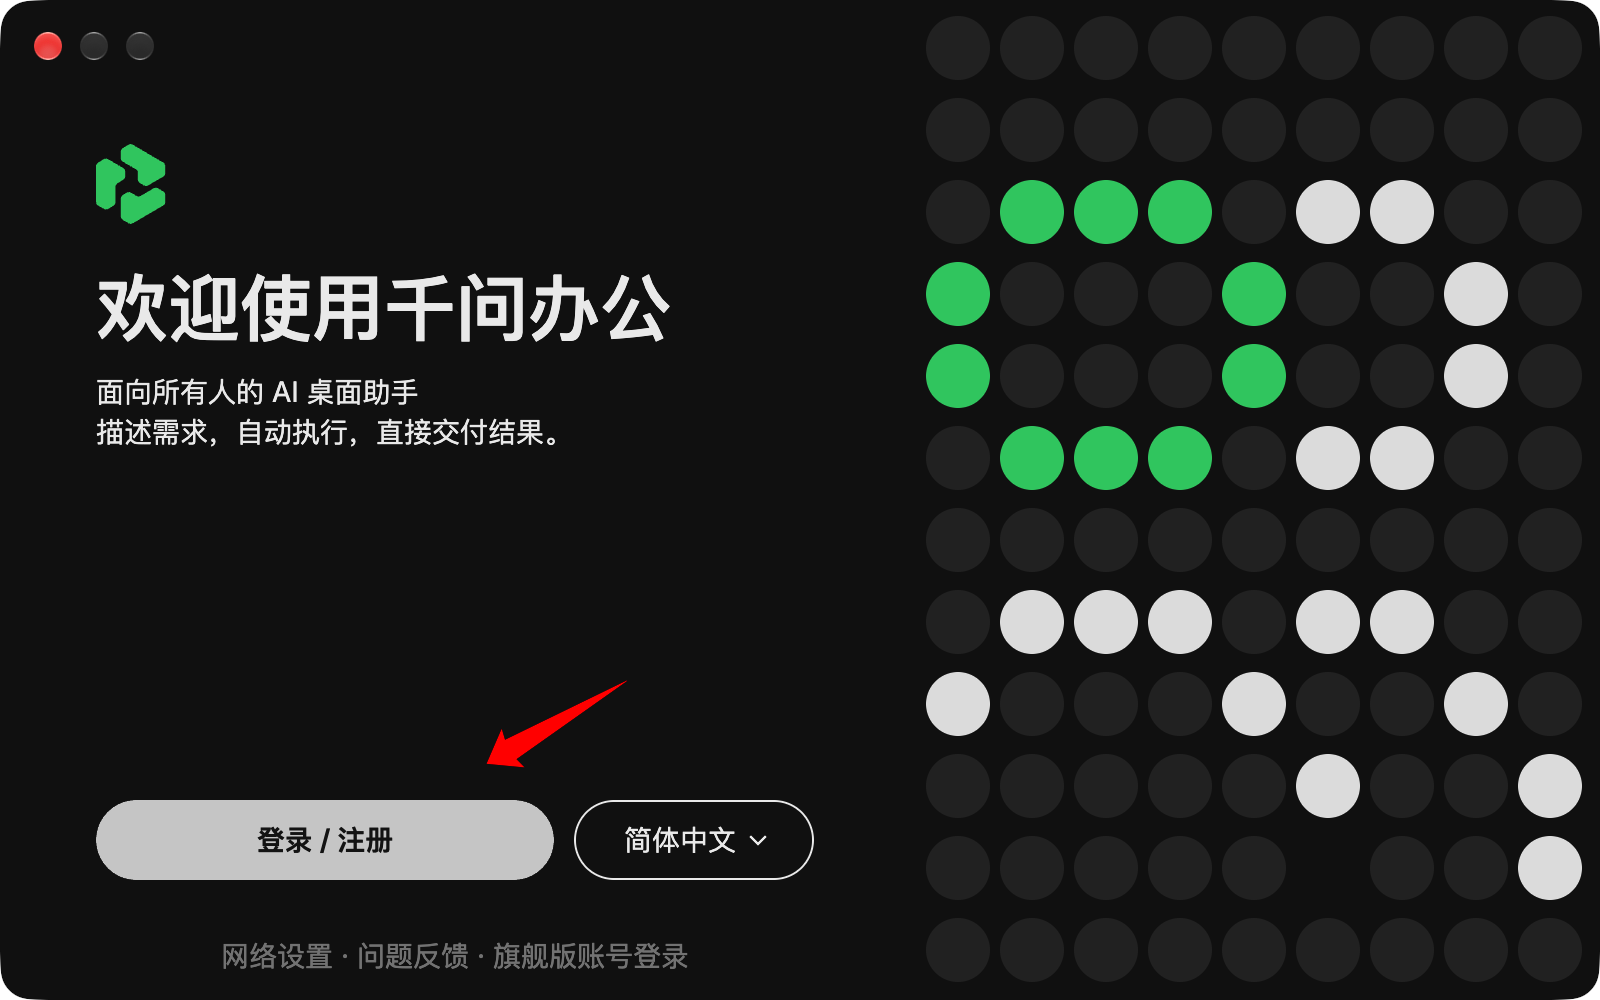 欢迎使用千问办公
面向所有人的 AI 桌面助手
描述需求，自动执行，直接交付结果。
登录 / 注册
简体中文
网络设置 · 问题反馈 · 旗舰版账号登录